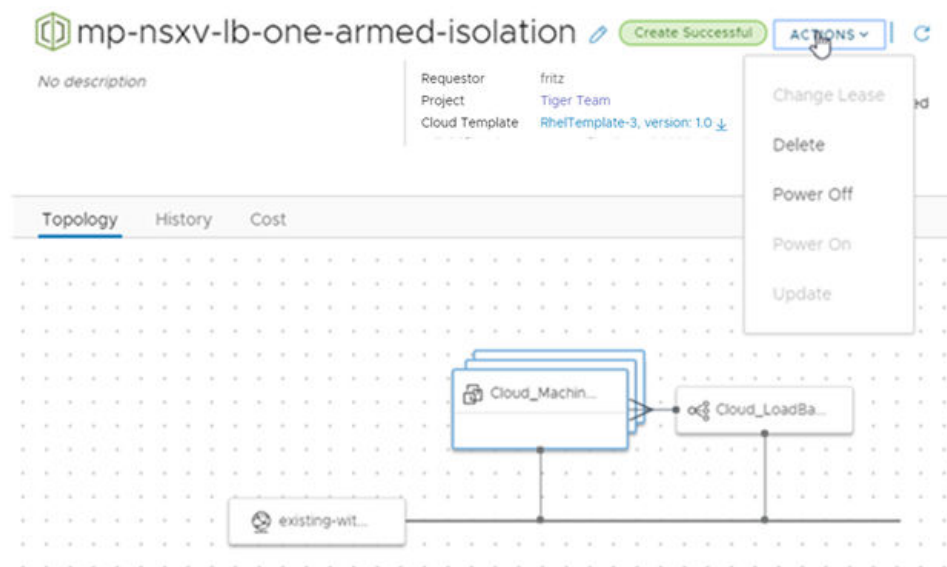 mp-nsxv-lb-one-armed-isolation Create Successful ACTIONS
No description
Requestor fritz
Project Tiger Team
Cloud Template RhelTemplate-3, version: 1.0
Change Lease
Delete
Power Off
Power On
Update
Topology History Cost
Cloud_Machin...
Cloud_LoadBa...
existing-wit...